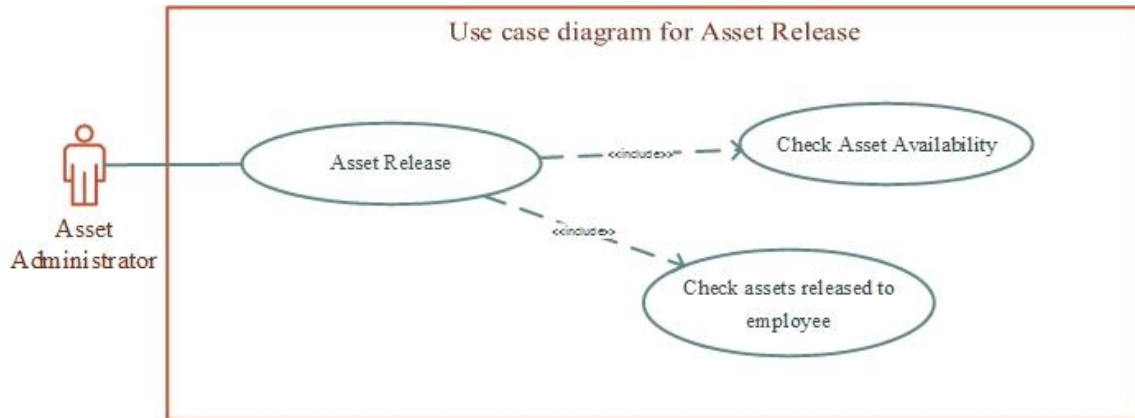 Use case diagram for Asset Release
Asset Release
<<include>>
Check Asset Availability
Asset
Administrator
<<include>>
Check assets released to
employee